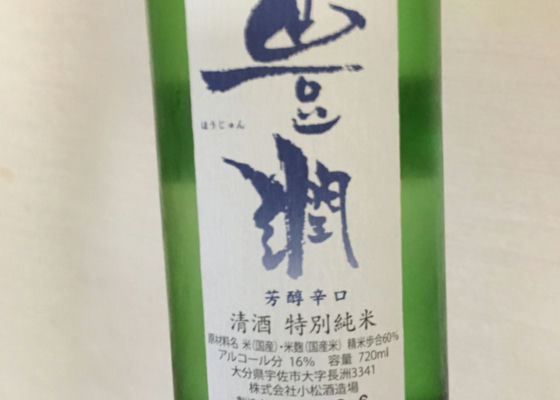 豊潤
ほうじゅん
芳醇辛口
清酒 特別純米
原材料名 米(国産)・米麹(国産米) 精米歩合60%
アルコール分 16% 容量 720ml
大分県宇佐市大字長洲3341
株式会社小松酒造場